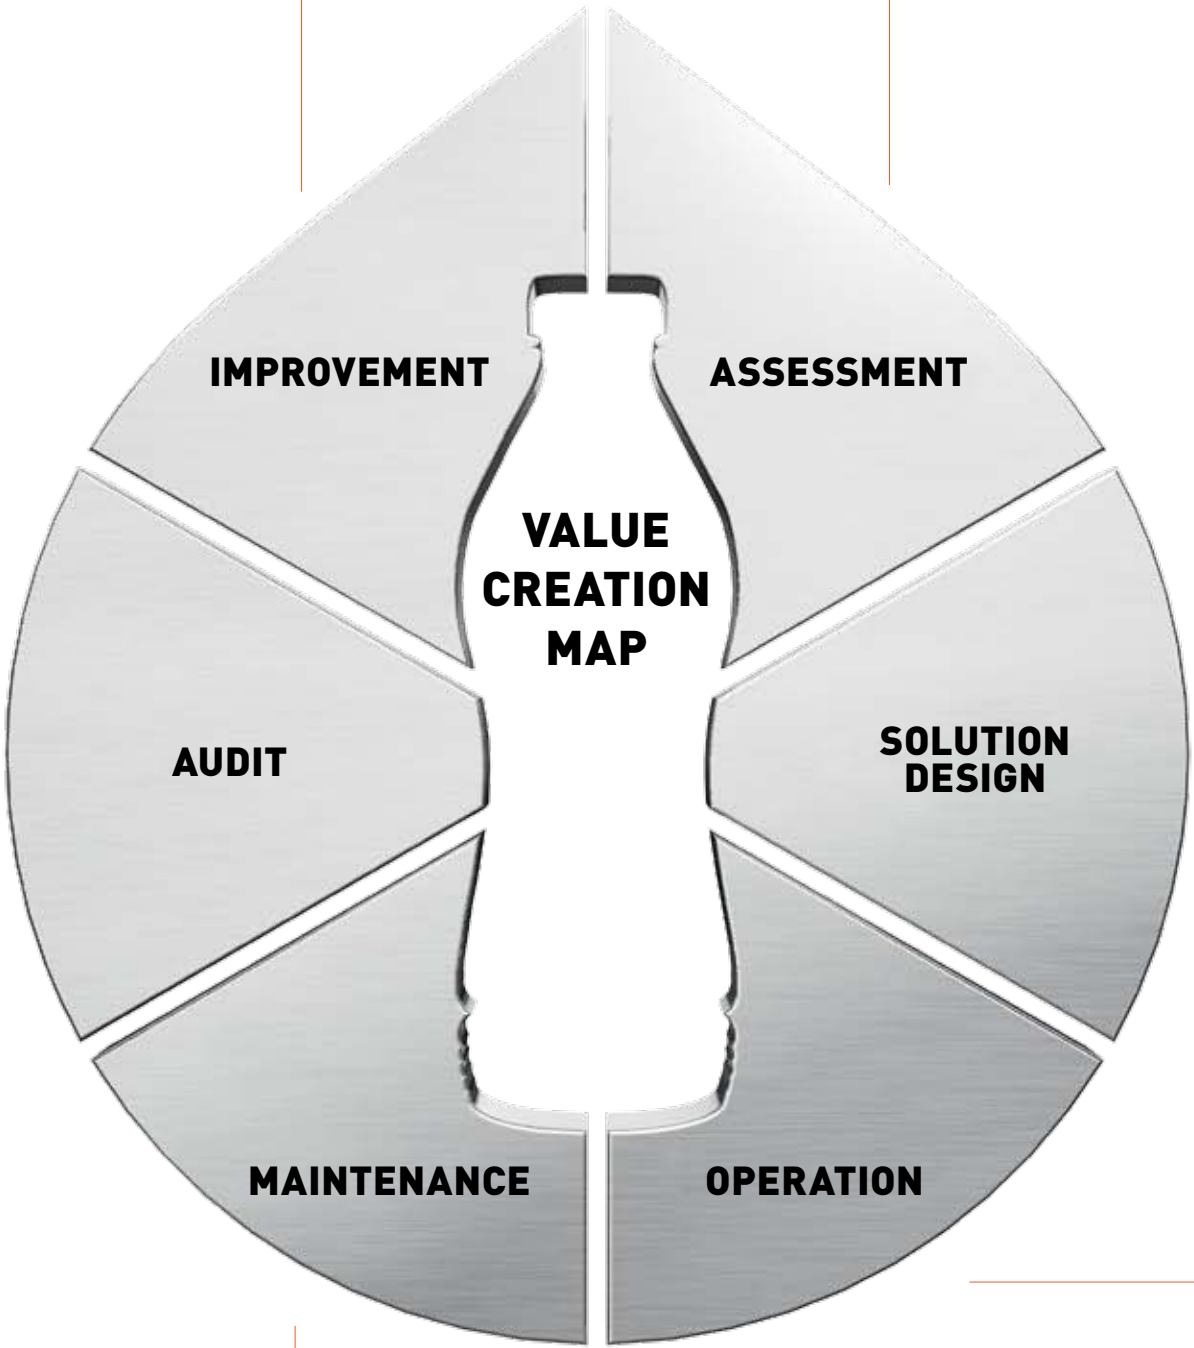 IMPROVEMENT
ASSESSMENT
VALUE
CREATION
MAP
AUDIT
SOLUTION
DESIGN
MAINTENANCE
OPERATION